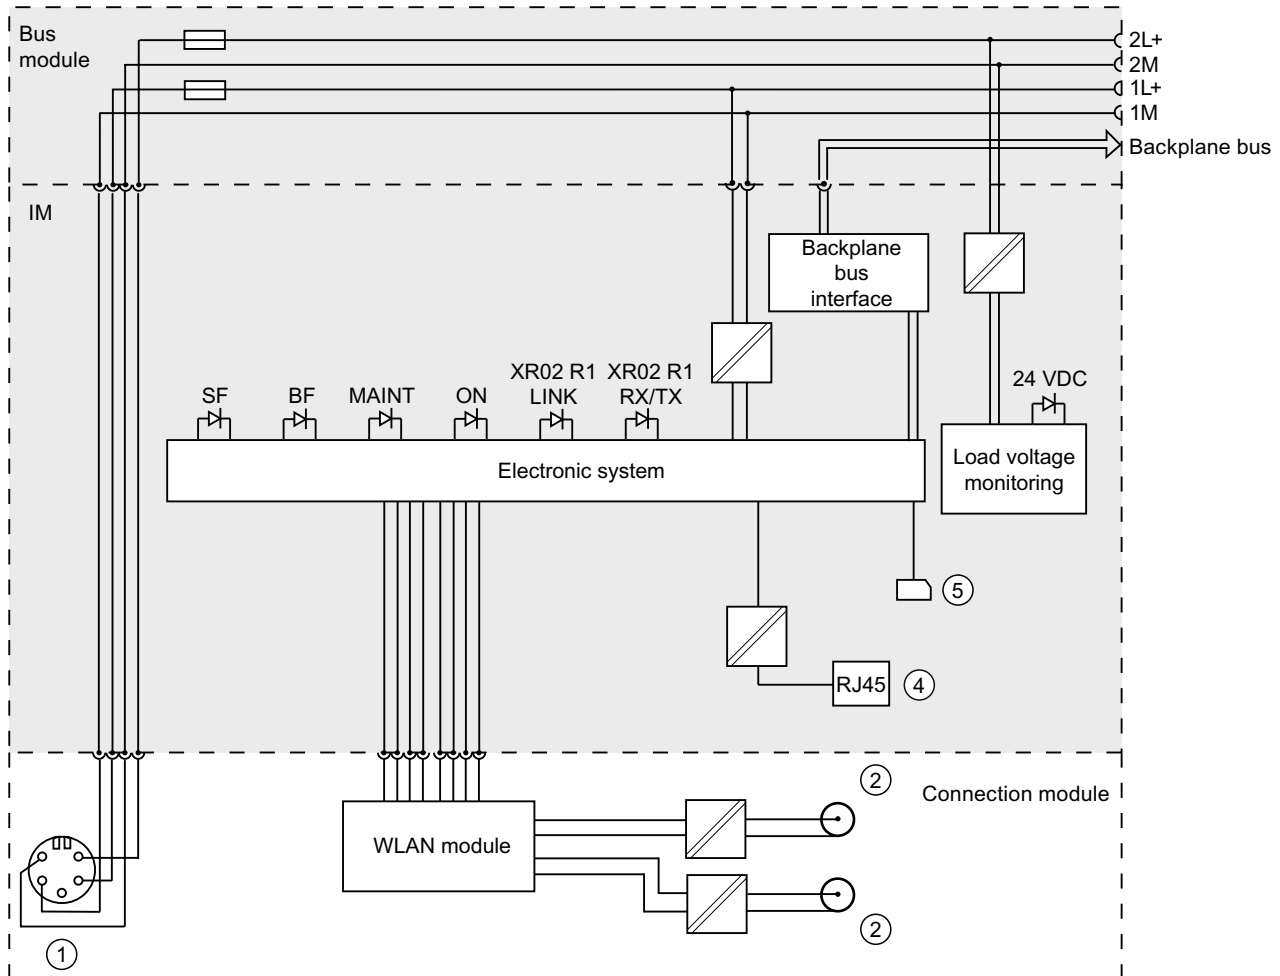 Bus
module
2L+
2M
1L+
1M
Backplane bus
IM
Backplane
bus
interface
SF
BF
MAINT
ON
XR02 R1
LINK
XR02 R1
RX/TX
24 VDC
Electronic system
Load voltage
monitoring
5
RJ45
4
2
Connection module
WLAN module
2
1